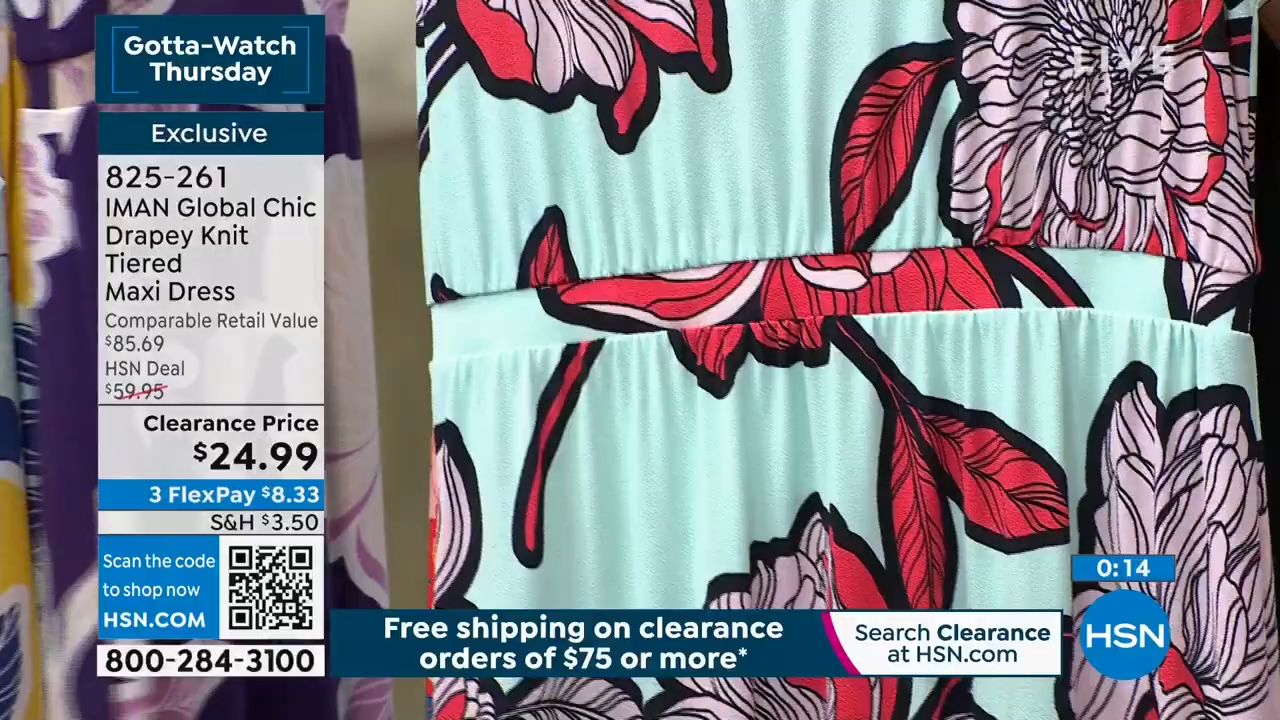 Gotta-Watch
Thursday
Exclusive
825-261
IMAN Global Chic
Drapey Knit
Tiered
Maxi Dress
Comparable Retail Value
$85.69
HSN Deal
$59.95
Clearance Price
$24.99
3 FlexPay $8.33
S&H $3.50
Scan the code
to shop now
HSN.COM
800-284-3100
LIVE
0:14
HSN
Free shipping on clearance
orders of $75 or more*
Search Clearance
at HSN.com